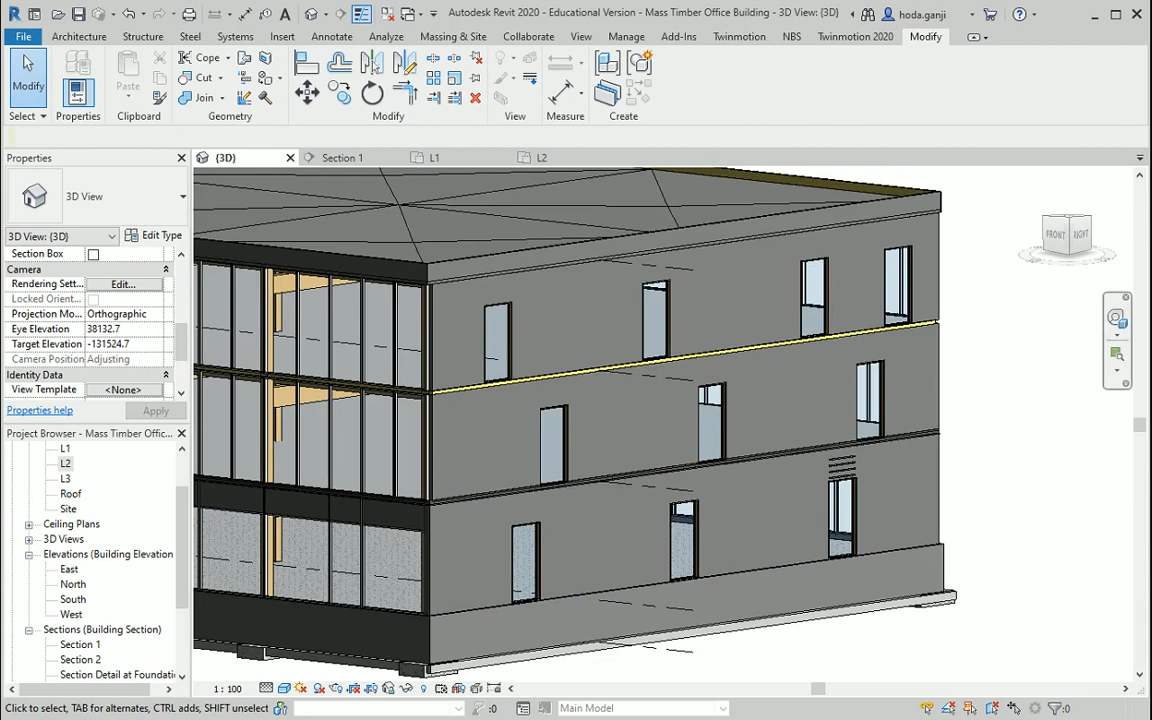 Autodesk Revit 2020 - Educational Version - Mass Timber Office Building - 3D View: {3D}
hoda.ganji
File Architecture Structure Steel Systems Insert Annotate Analyze Massing & Site Collaborate View Manage Add-Ins Twinmotion NBS Twinmotion 2020 Modify
Modify
Properties
Paste
Cope
Cut
Join
Select Properties Clipboard Geometry Modify View Measure Create
Properties
{3D} Section 1 L1 L2
3D View
3D View: {3D} Edit Type
Section Box
Camera
Rendering Sett... Edit...
Locked Orient...
Projection Mo... Orthographic
Eye Elevation 38132.7
Target Elevation -131524.7
Camera Position Adjusting
Identity Data
View Template <None>
Properties help Apply
Project Browser - Mass Timber Offic...
L1
L2
L3
Roof
Site
Ceiling Plans
3D Views
Elevations (Building Elevation
East
North
South
West
Sections (Building Section)
Section 1
Section 2
Section Detail at Foundati
FRONT RIGHT
1 : 100
Click to select, TAB for alternates, CTRL adds, SHIFT unselect
:0
Main Model
:0